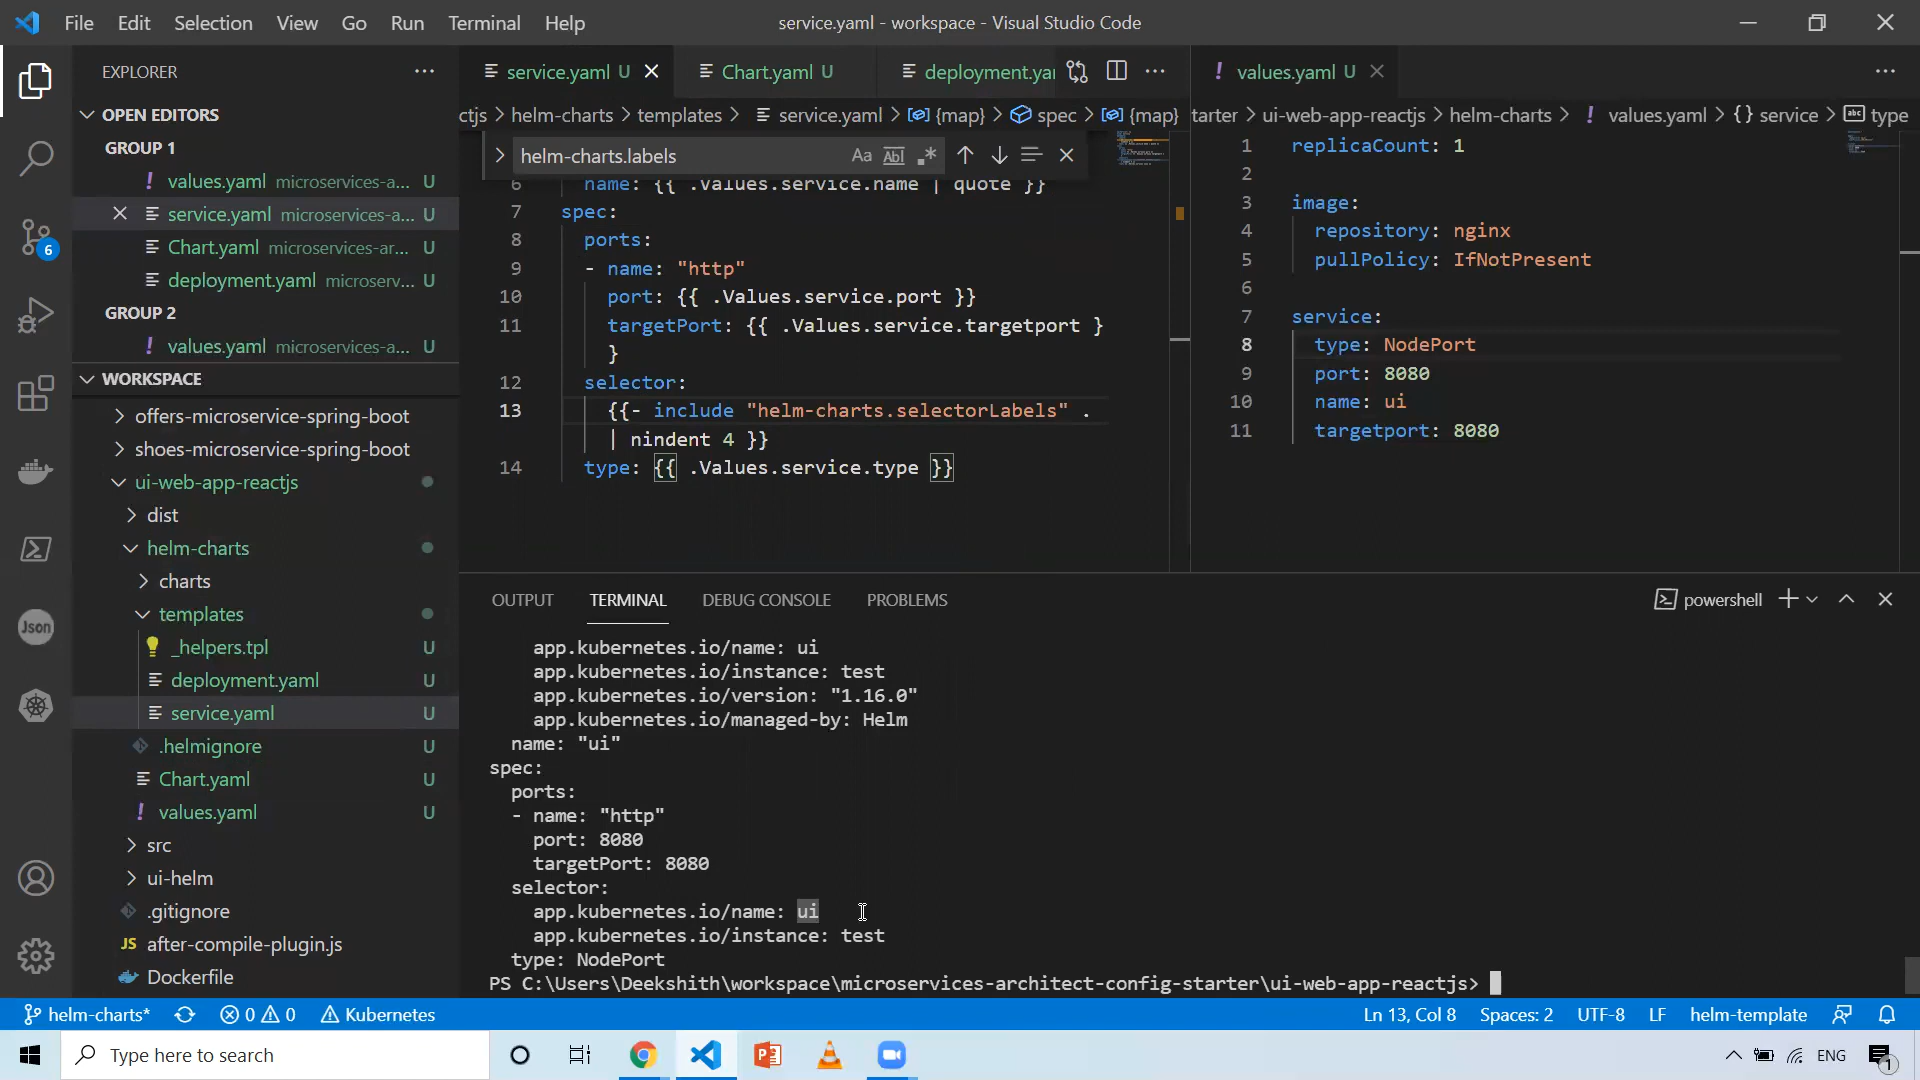 File Edit Selection View Go Run Terminal Help
service.yaml - workspace - Visual Studio Code
EXPLORER
OPEN EDITORS
GROUP 1
values.yaml microservices-a... U
service.yaml microservices-a... U
Chart.yaml microservices-ar... U
deployment.yaml microserv... U
GROUP 2
values.yaml microservices-a... U
WORKSPACE
offers-microservice-spring-boot
shoes-microservice-spring-boot
ui-web-app-reactjs
dist
helm-charts
charts
templates
_helpers.tpl U
deployment.yaml U
service.yaml U
.helmignore U
Chart.yaml U
values.yaml U
src
ui-helm
.gitignore
JS after-compile-plugin.js
Dockerfile
6
Json
service.yaml U
Chart.yaml U
deployment.ya
ctjs > helm-charts > templates > service.yaml > {map} > spec > {map}
helm-charts.labels
Aa Abl
6 name: {{ .Values.service.name | quote }}
7 spec:
8 ports:
9 - name: "http"
10 port: {{ .Values.service.port }}
11 targetPort: {{ .Values.service.targetport }
}
12 selector:
13 {{- include "helm-charts.selectorLabels" .
| nindent 4 }}
14 type: {{ .Values.service.type }}
values.yaml U
tarter > ui-web-app-reactjs > helm-charts > values.yaml > {} service > abc type
1 replicaCount: 1
2
3 image:
4 repository: nginx
5 pullPolicy: IfNotPresent
6
7 service:
8 type: NodePort
9 port: 8080
10 name: ui
11 targetport: 8080
OUTPUT TERMINAL DEBUG CONSOLE PROBLEMS
powershell
app.kubernetes.io/name: ui
app.kubernetes.io/instance: test
app.kubernetes.io/version: "1.16.0"
app.kubernetes.io/managed-by: Helm
name: "ui"
spec:
ports:
- name: "http"
port: 8080
targetPort: 8080
selector:
app.kubernetes.io/name: ui
app.kubernetes.io/instance: test
type: NodePort
PS C:\Users\Deekshith\workspace\microservices-architect-config-starter\ui-web-app-reactjs>
helm-charts* 0 0 Kubernetes
Ln 13, Col 8 Spaces: 2 UTF-8 LF helm-template
Type here to search
ENG
1